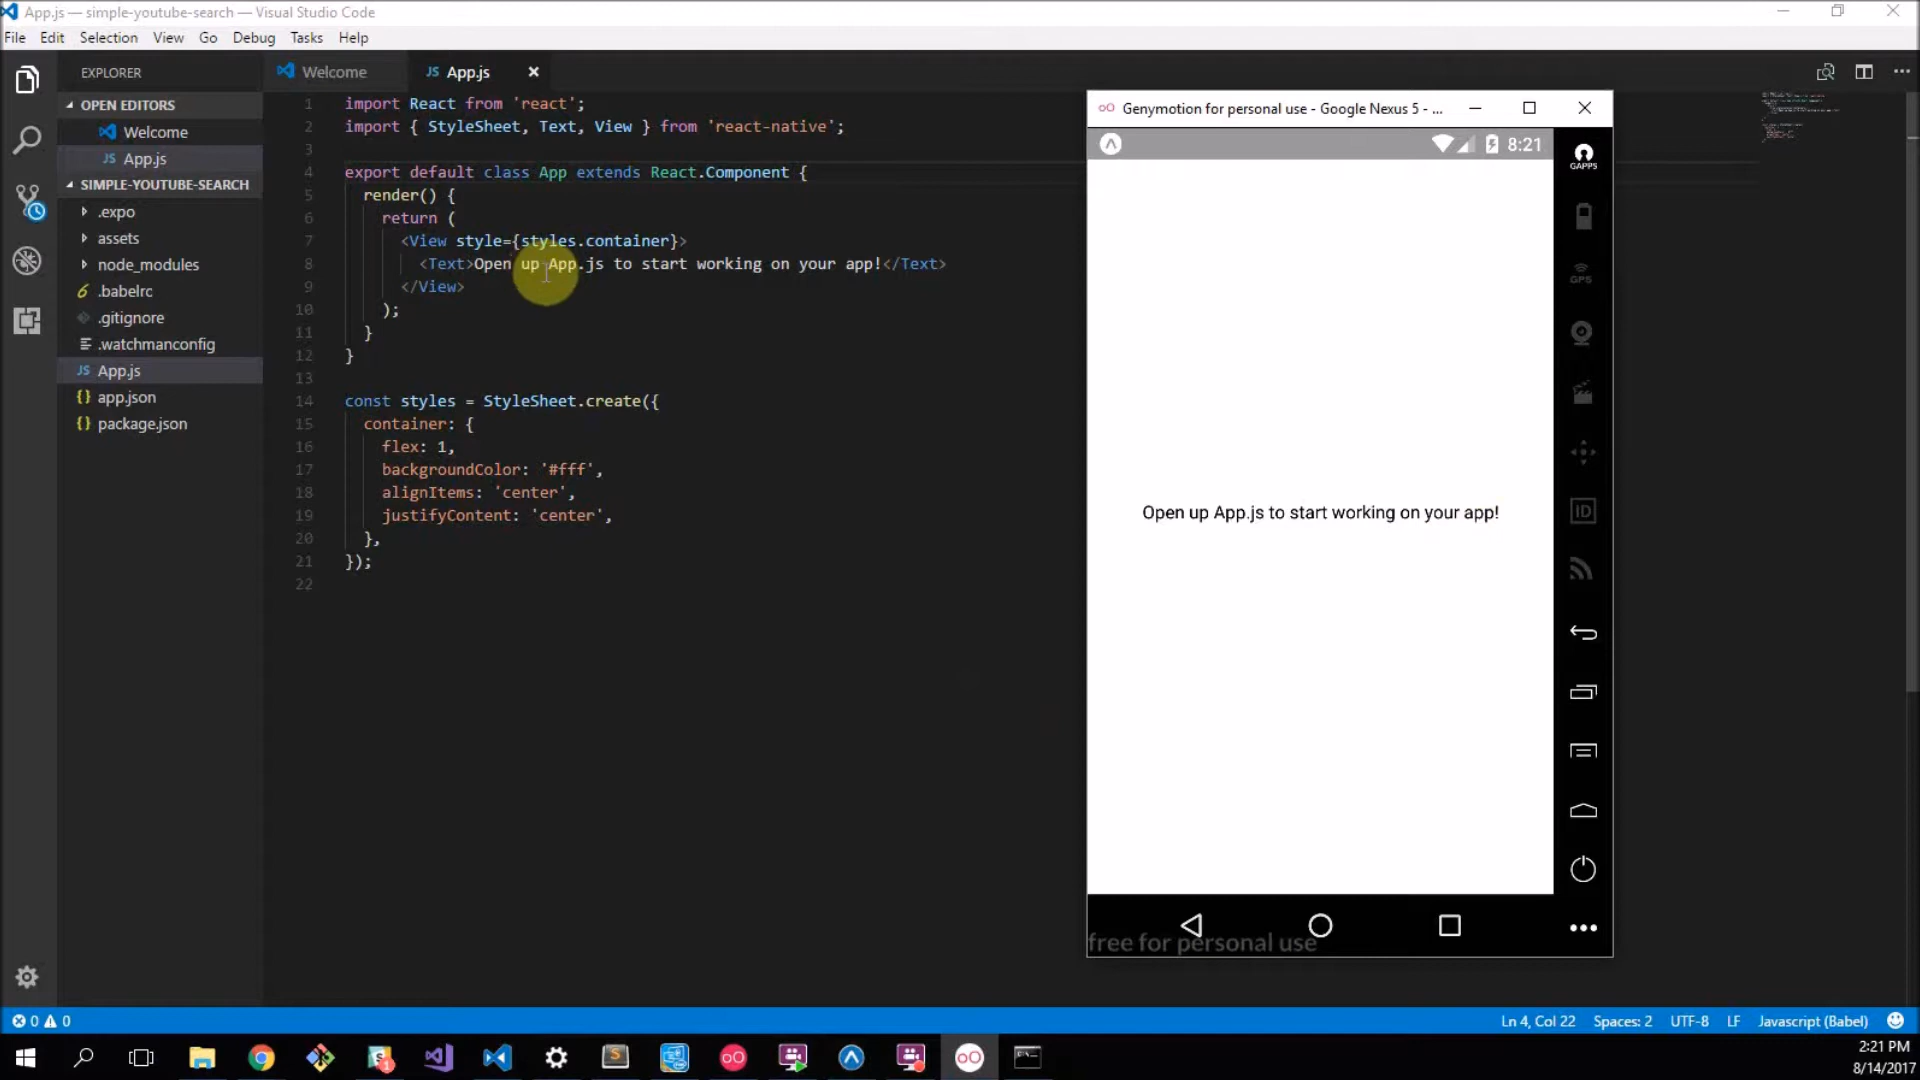 App.js — simple-youtube-search — Visual Studio Code
File Edit Selection View Go Debug Tasks Help
EXPLORER
OPEN EDITORS
Welcome
JS App.js
SIMPLE-YOUTUBE-SEARCH
.expo
assets
node_modules
6 .babelrc
.gitignore
.watchmanconfig
JS App.js
{} app.json
{} package.json
Welcome JS App.js
1 import React from 'react';
2 import { StyleSheet, Text, View } from 'react-native';
3
4 export default class App extends React.Component {
5 render() {
6 return (
7 <View style={styles.container}>
8 <Text>Open up App.js to start working on your app!</Text>
9 </View>
10 );
11 }
12 }
13
14 const styles = StyleSheet.create({
15 container: {
16 flex: 1,
17 backgroundColor: '#fff',
18 alignItems: 'center',
19 justifyContent: 'center',
20 },
21 });
22
Genymotion for personal use - Google Nexus 5 - ...
8:21
GAPPS
GPS
ID
Open up App.js to start working on your app!
free for personal use
0 0
Ln 4, Col 22 Spaces: 2 UTF-8 LF Javascript (Babel)
2:21 PM
8/14/2017